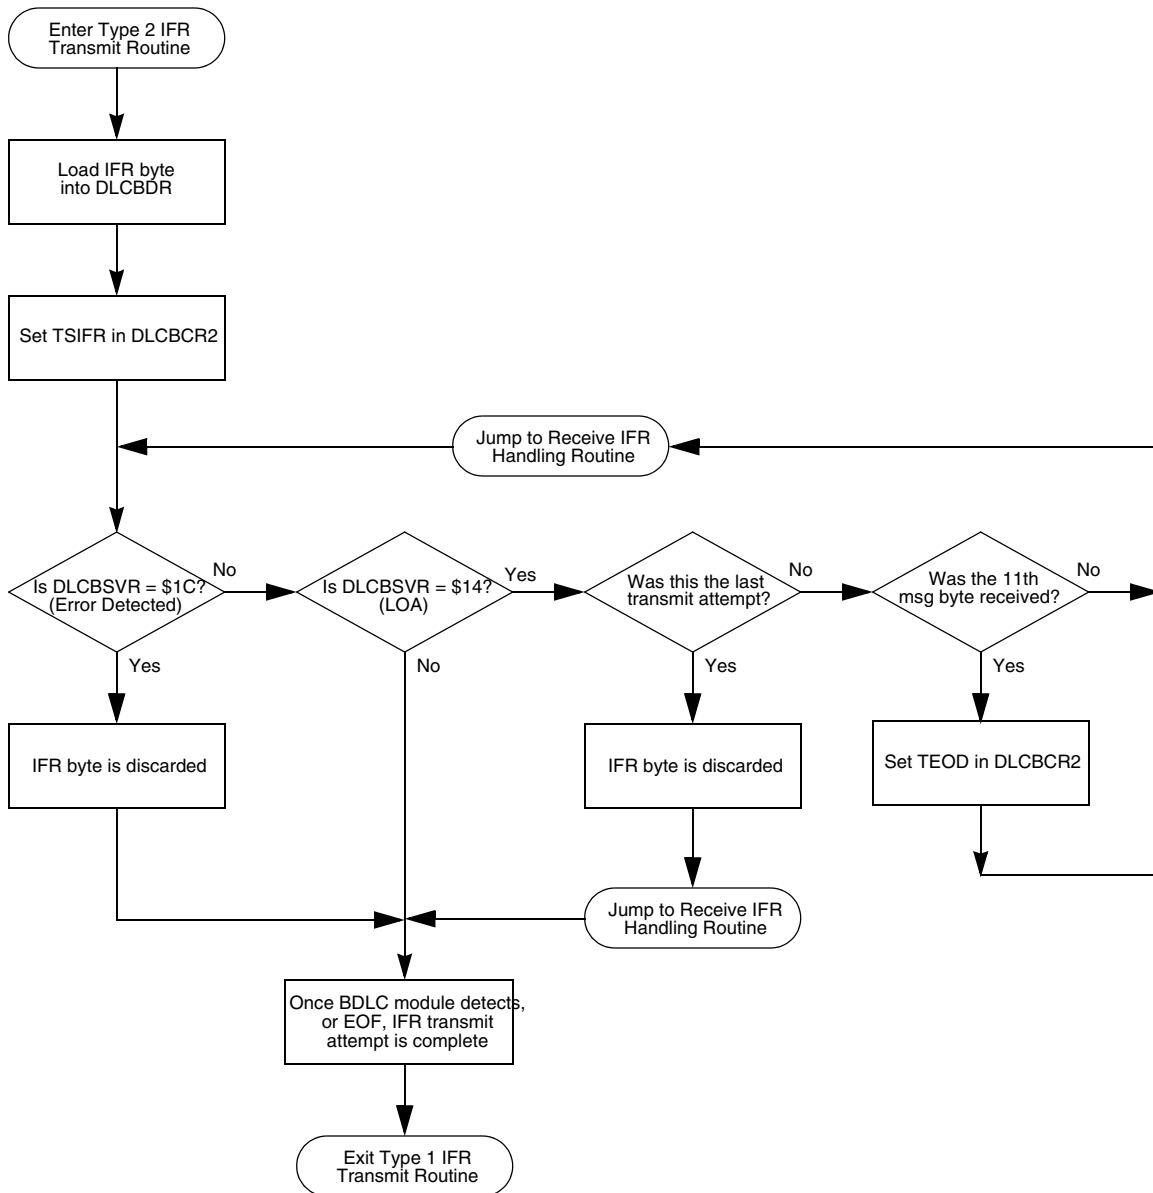 Enter Type 2 IFR
Transmit Routine
Load IFR byte
into DLCBDR
Set TSIFR in DLCBCR2
Jump to Receive IFR
Handling Routine
Is DLCBSVR = $1C?
(Error Detected)
No
Yes
Is DLCBSVR = $14?
(LOA)
Yes
No
Was this the last
transmit attempt?
No
Yes
Was the 11th
msg byte received?
No
Yes
IFR byte is discarded
IFR byte is discarded
Set TEOD in DLCBCR2
Jump to Receive IFR
Handling Routine
Once BDLC module detects,
or EOF, IFR transmit
attempt is complete
Exit Type 1 IFR
Transmit Routine